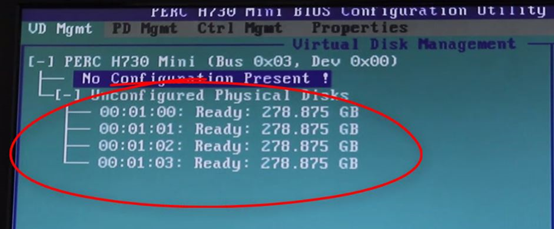 PERC H730 Mini BIOS Configuration Utility
VD Mgmt PD Mgmt Ctrl Mgmt Properties
Virtual Disk Management
[-] PERC H730 Mini (Bus 0x03, Dev 0x00)
No Configuration Present !
[-] Unconfigured Physical Disks
00:01:00: Ready: 278.875 GB
00:01:01: Ready: 278.875 GB
00:01:02: Ready: 278.875 GB
00:01:03: Ready: 278.875 GB